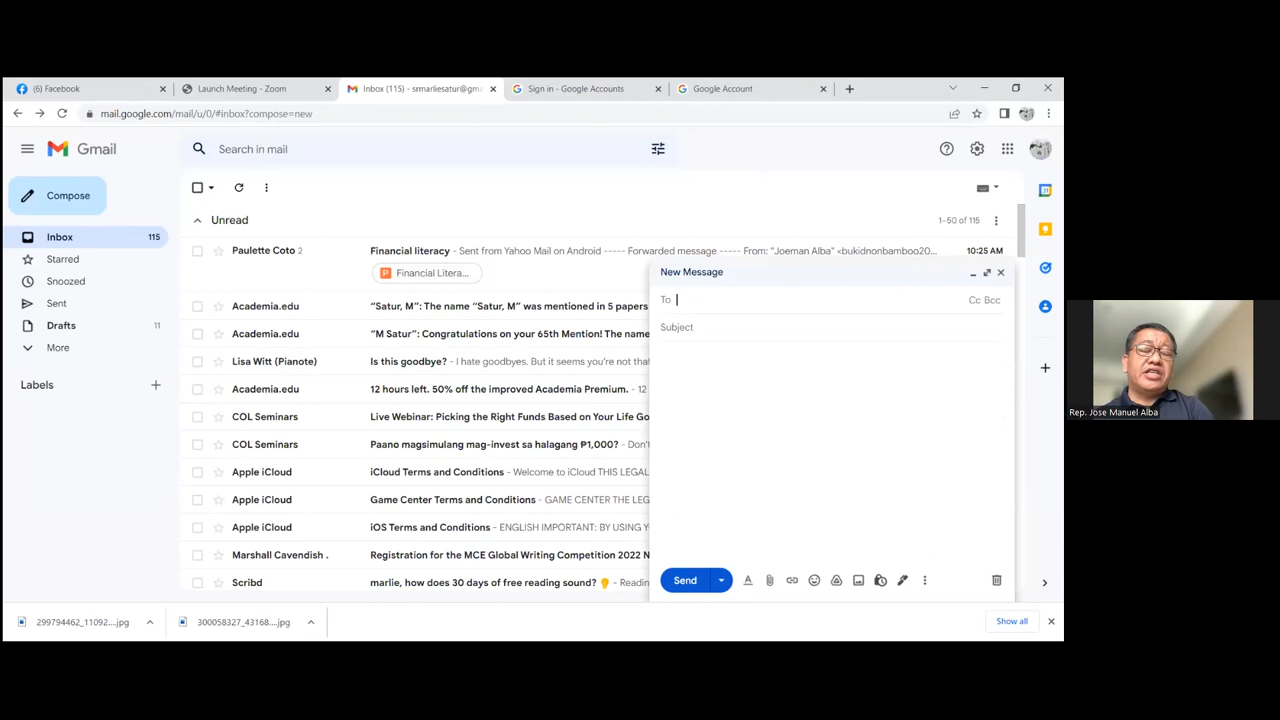 (6) Facebook
Launch Meeting - Zoom
Inbox (115) - srmarliesatur@gma
Sign in - Google Accounts
Google Account
mail.google.com/mail/u/0/#inbox?compose=new
Gmail
Search in mail
Compose
Unread
1–50 of 115
Inbox 115
Starred
Snoozed
Sent
Drafts 11
More
Labels
Paulette Coto 2 Financial literacy - Sent from Yahoo Mail on Android ----- Forwarded message ----- From: "Joeman Alba" <bukidnonbamboo20...
10:25 AM
Financial Litera...
Academia.edu “Satur, M”: The name “Satur, M” was mentioned in 5 papers
Academia.edu “M Satur”: Congratulations on your 65th Mention! The name
Lisa Witt (Pianote) Is this goodbye? - I hate goodbyes. But it seems you’re not tha
Academia.edu 12 hours left. 50% off the improved Academia Premium. - 12
COL Seminars Live Webinar: Picking the Right Funds Based on Your Life Go
COL Seminars Paano magsimulang mag-invest sa halagang ₱1,000? - Don’
Apple iCloud iCloud Terms and Conditions - Welcome to iCloud THIS LEGAL
Apple iCloud Game Center Terms and Conditions - GAME CENTER THE LEG
Apple iCloud iOS Terms and Conditions - ENGLISH IMPORTANT: BY USING Y
Marshall Cavendish . Registration for the MCE Global Writing Competition 2022 N
Scribd marlie, how does 30 days of free reading sound? 💡 - Readin
New Message
To
Cc Bcc
Subject
Send
Rep. Jose Manuel Alba
299794462_11092....jpg
300058327_43168....jpg
Show all